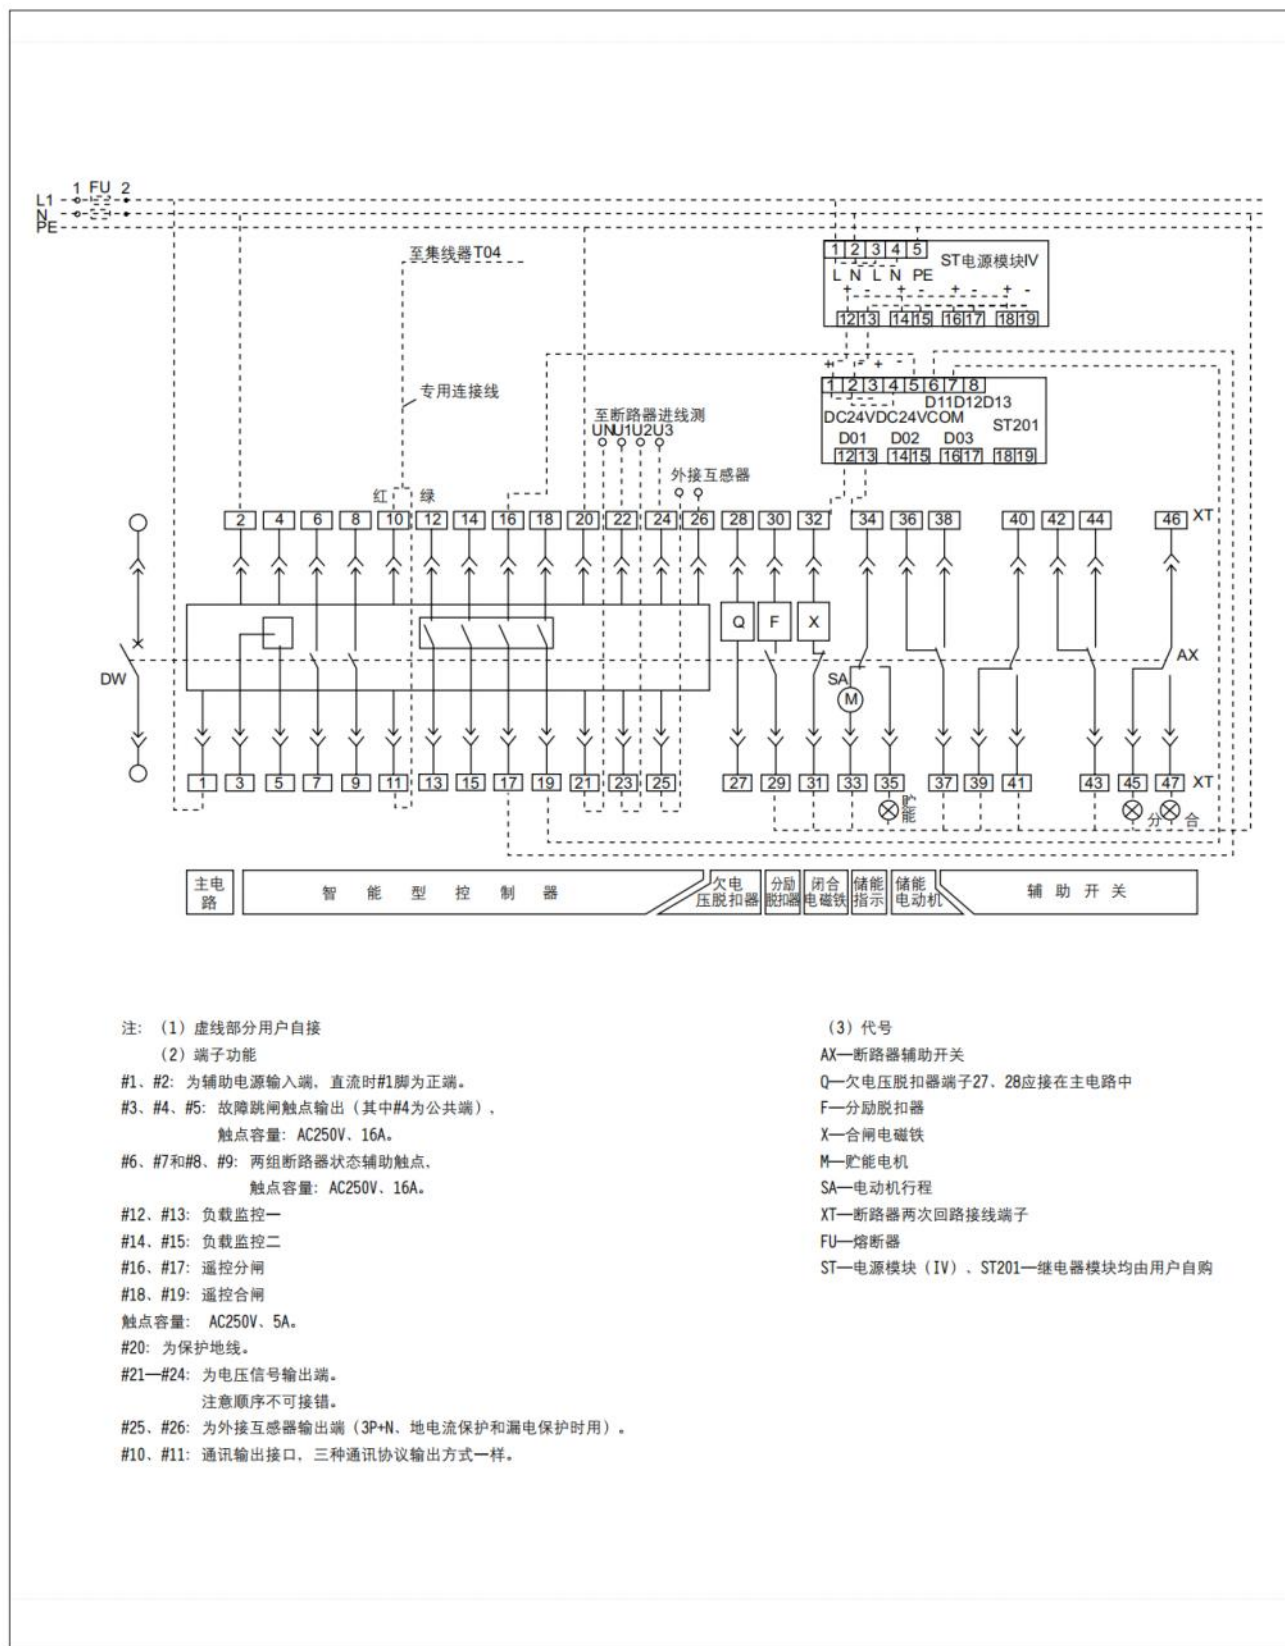 1 FU 2
L1
N
PE
至集线器T04
1 2 3 4 5
ST电源模块IV
L N L N PE
+ - + - + - + -
12 13 14 15 16 17 18 19
专用连接线
+ - + -
1 2 3 4 5 6 7 8
D11D12D13
DC24VDC24VCOM
ST201
D01 D02 D03
12 13 14 15 16 17 18 19
至断路器进线测
UN U1 U2 U3
外接互感器
红 绿
2 4 6 8 10 12 14 16 18 20 22 24 26 28 30 32 34 36 38 40 42 44 46 XT
Q F X
DW
SA
M
AX
1 3 5 7 9 11 13 15 17 19 21 23 25 27 29 31 33 35 37 39 41 43 45 47 XT
贮能
分 合
主电路
智能型控制器
欠电压脱扣器
分励脱扣器
闭合电磁铁
储能指示
储能电动机
辅助开关
注: (1) 虚线部分用户自接
(2) 端子功能
#1、#2: 为辅助电源输入端、直流时#1脚为正端。
#3、#4、#5: 故障跳闸触点输出（其中#4为公共端）、
触点容量: AC250V、16A。
#6、#7和#8、#9: 两组断路器状态辅助触点、
触点容量: AC250V、16A。
#12、#13: 负载监控一
#14、#15: 负载监控二
#16、#17: 遥控分闸
#18、#19: 遥控合闸
触点容量: AC250V、5A。
#20: 为保护地线。
#21—#24: 为电压信号输出端。
注意顺序不可接错。
#25、#26: 为外接互感器输出端（3P+N、地电流保护和漏电保护时用）。
#10、#11: 通讯输出接口、三种通讯协议输出方式一样。
(3) 代号
AX—断路器辅助开关
Q—欠电压脱扣器端子27、28应接在主电路中
F—分励脱扣器
X—合闸电磁铁
M—贮能电机
SA—电动机行程
XT—断路器两次回路接线端子
FU—熔断器
ST—电源模块（IV）、ST201—继电器模块均由用户自购